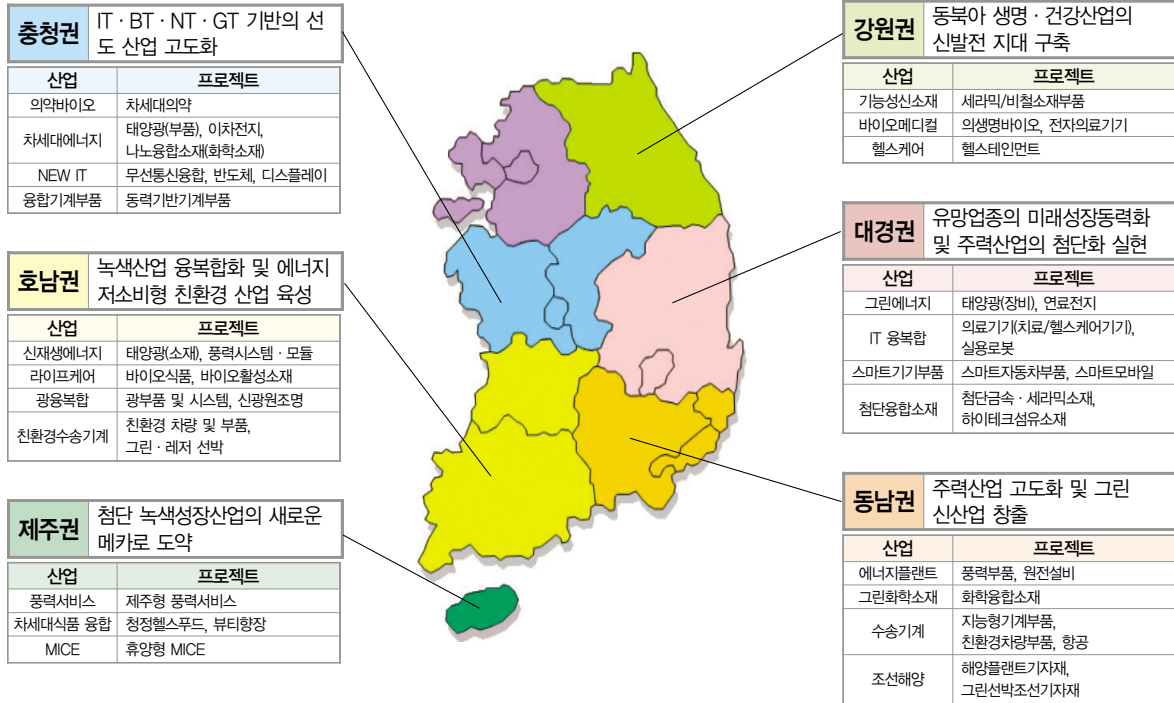 충청권
IT · BT · NT · GT 기반의 선
도 산업 고도화
산업 프로젝트
의약바이오 차세대의약
차세대에너지 태양광(부품), 이차전지,
나노융합소재(화학소재)
NEW IT 무선통신융합, 반도체, 디스플레이
융합기계부품 동력기반기계부품
호남권
녹색산업 융복합화 및 에너지
저소비형 친환경 산업 육성
산업 프로젝트
신재생에너지 태양광(소재), 풍력시스템 · 모듈
라이프케어 바이오식품, 바이오활성소재
광융복합 광부품 및 시스템, 신광원조명
친환경수송기계 친환경 차량 및 부품,
그린 · 레저 선박
제주권
첨단 녹색성장산업의 새로운
메카로 도약
산업 프로젝트
풍력서비스 제주형 풍력서비스
차세대식품 융합 청정헬스푸드, 뷰티향장
MICE 휴양형 MICE
강원권
동북아 생명 · 건강산업의
신발전 지대 구축
산업 프로젝트
기능성신소재 세라믹/비철소재부품
바이오메디컬 의생명바이오, 전자의료기기
헬스케어 헬스테인먼트
대경권
유망업종의 미래성장동력화
및 주력산업의 첨단화 실현
산업 프로젝트
그린에너지 태양광(장비), 연료전지
IT 융복합 의료기기(치료/헬스케어기기),
실용로봇
스마트기기부품 스마트자동차부품, 스마트모바일
첨단융합소재 첨단금속 · 세라믹소재,
하이테크섬유소재
동남권
주력산업 고도화 및 그린
신산업 창출
산업 프로젝트
에너지플랜트 풍력부품, 원전설비
그린화학소재 화학융합소재
수송기계 지능형기계부품,
친환경차량부품, 항공
조선해양 해양플랜트기자재,
그린선박조선기자재